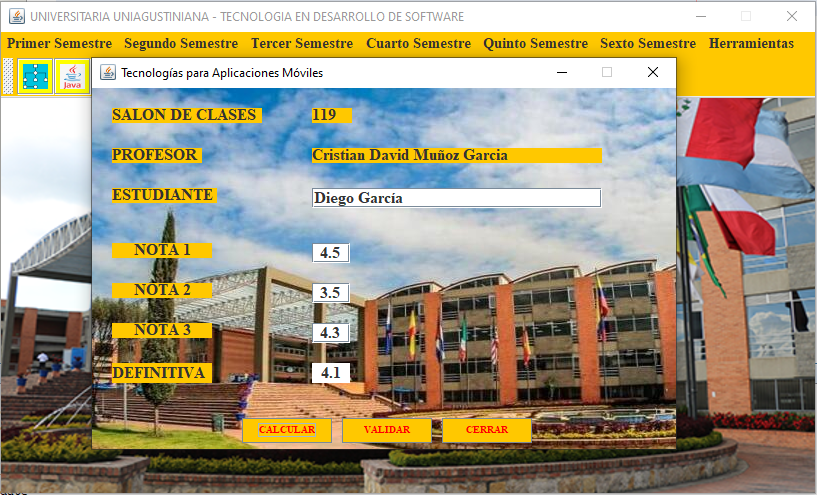 UNIVERSITARIA UNIAGUSTINIANA - TECNOLOGIA EN DESARROLLO DE SOFTWARE
Primer Semestre Segundo Semestre Tercer Semestre Cuarto Semestre Quinto Semestre Sexto Semestre Herramientas
Java
Tecnologías para Aplicaciones Móviles
SALON DE CLASES 119
PROFESOR Cristian David Muñoz Garcia
ESTUDIANTE Diego García
NOTA 1 4.5
NOTA 2 3.5
NOTA 3 4.3
DEFINITIVA 4.1
CALCULAR VALIDAR CERRAR